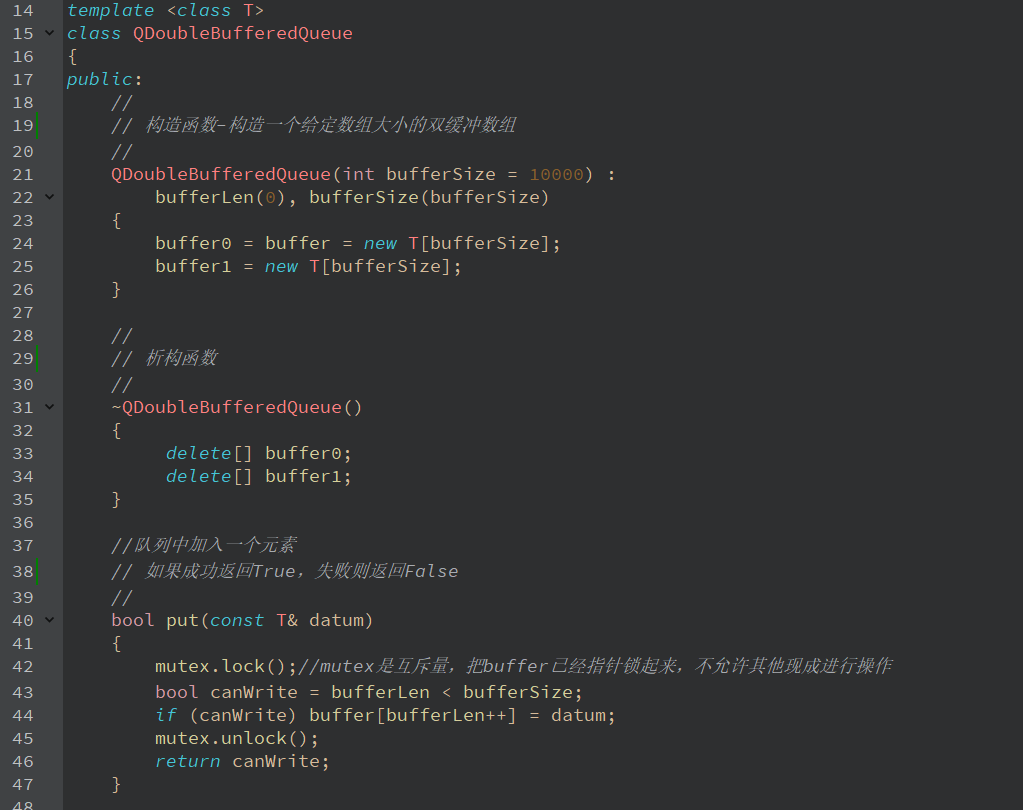 14 template <class T>
15 class QDoubleBufferedQueue
16 {
17 public:
18 //
19 // 构造函数-构造一个给定数组大小的双缓冲数组
20 //
21 QDoubleBufferedQueue(int bufferSize = 10000) :
22 bufferLen(0), bufferSize(bufferSize)
23 {
24 buffer0 = buffer = new T[bufferSize];
25 buffer1 = new T[bufferSize];
26 }
27
28 //
29 // 析构函数
30 //
31 ~QDoubleBufferedQueue()
32 {
33 delete[] buffer0;
34 delete[] buffer1;
35 }
36
37 //队列中加入一个元素
38 // 如果成功返回True，失败则返回False
39 //
40 bool put(const T& datum)
41 {
42 mutex.lock();//mutex是互斥量，把buffer已经指针锁起来，不允许其他现成进行操作
43 bool canWrite = bufferLen < bufferSize;
44 if (canWrite) buffer[bufferLen++] = datum;
45 mutex.unlock();
46 return canWrite;
47 }
48